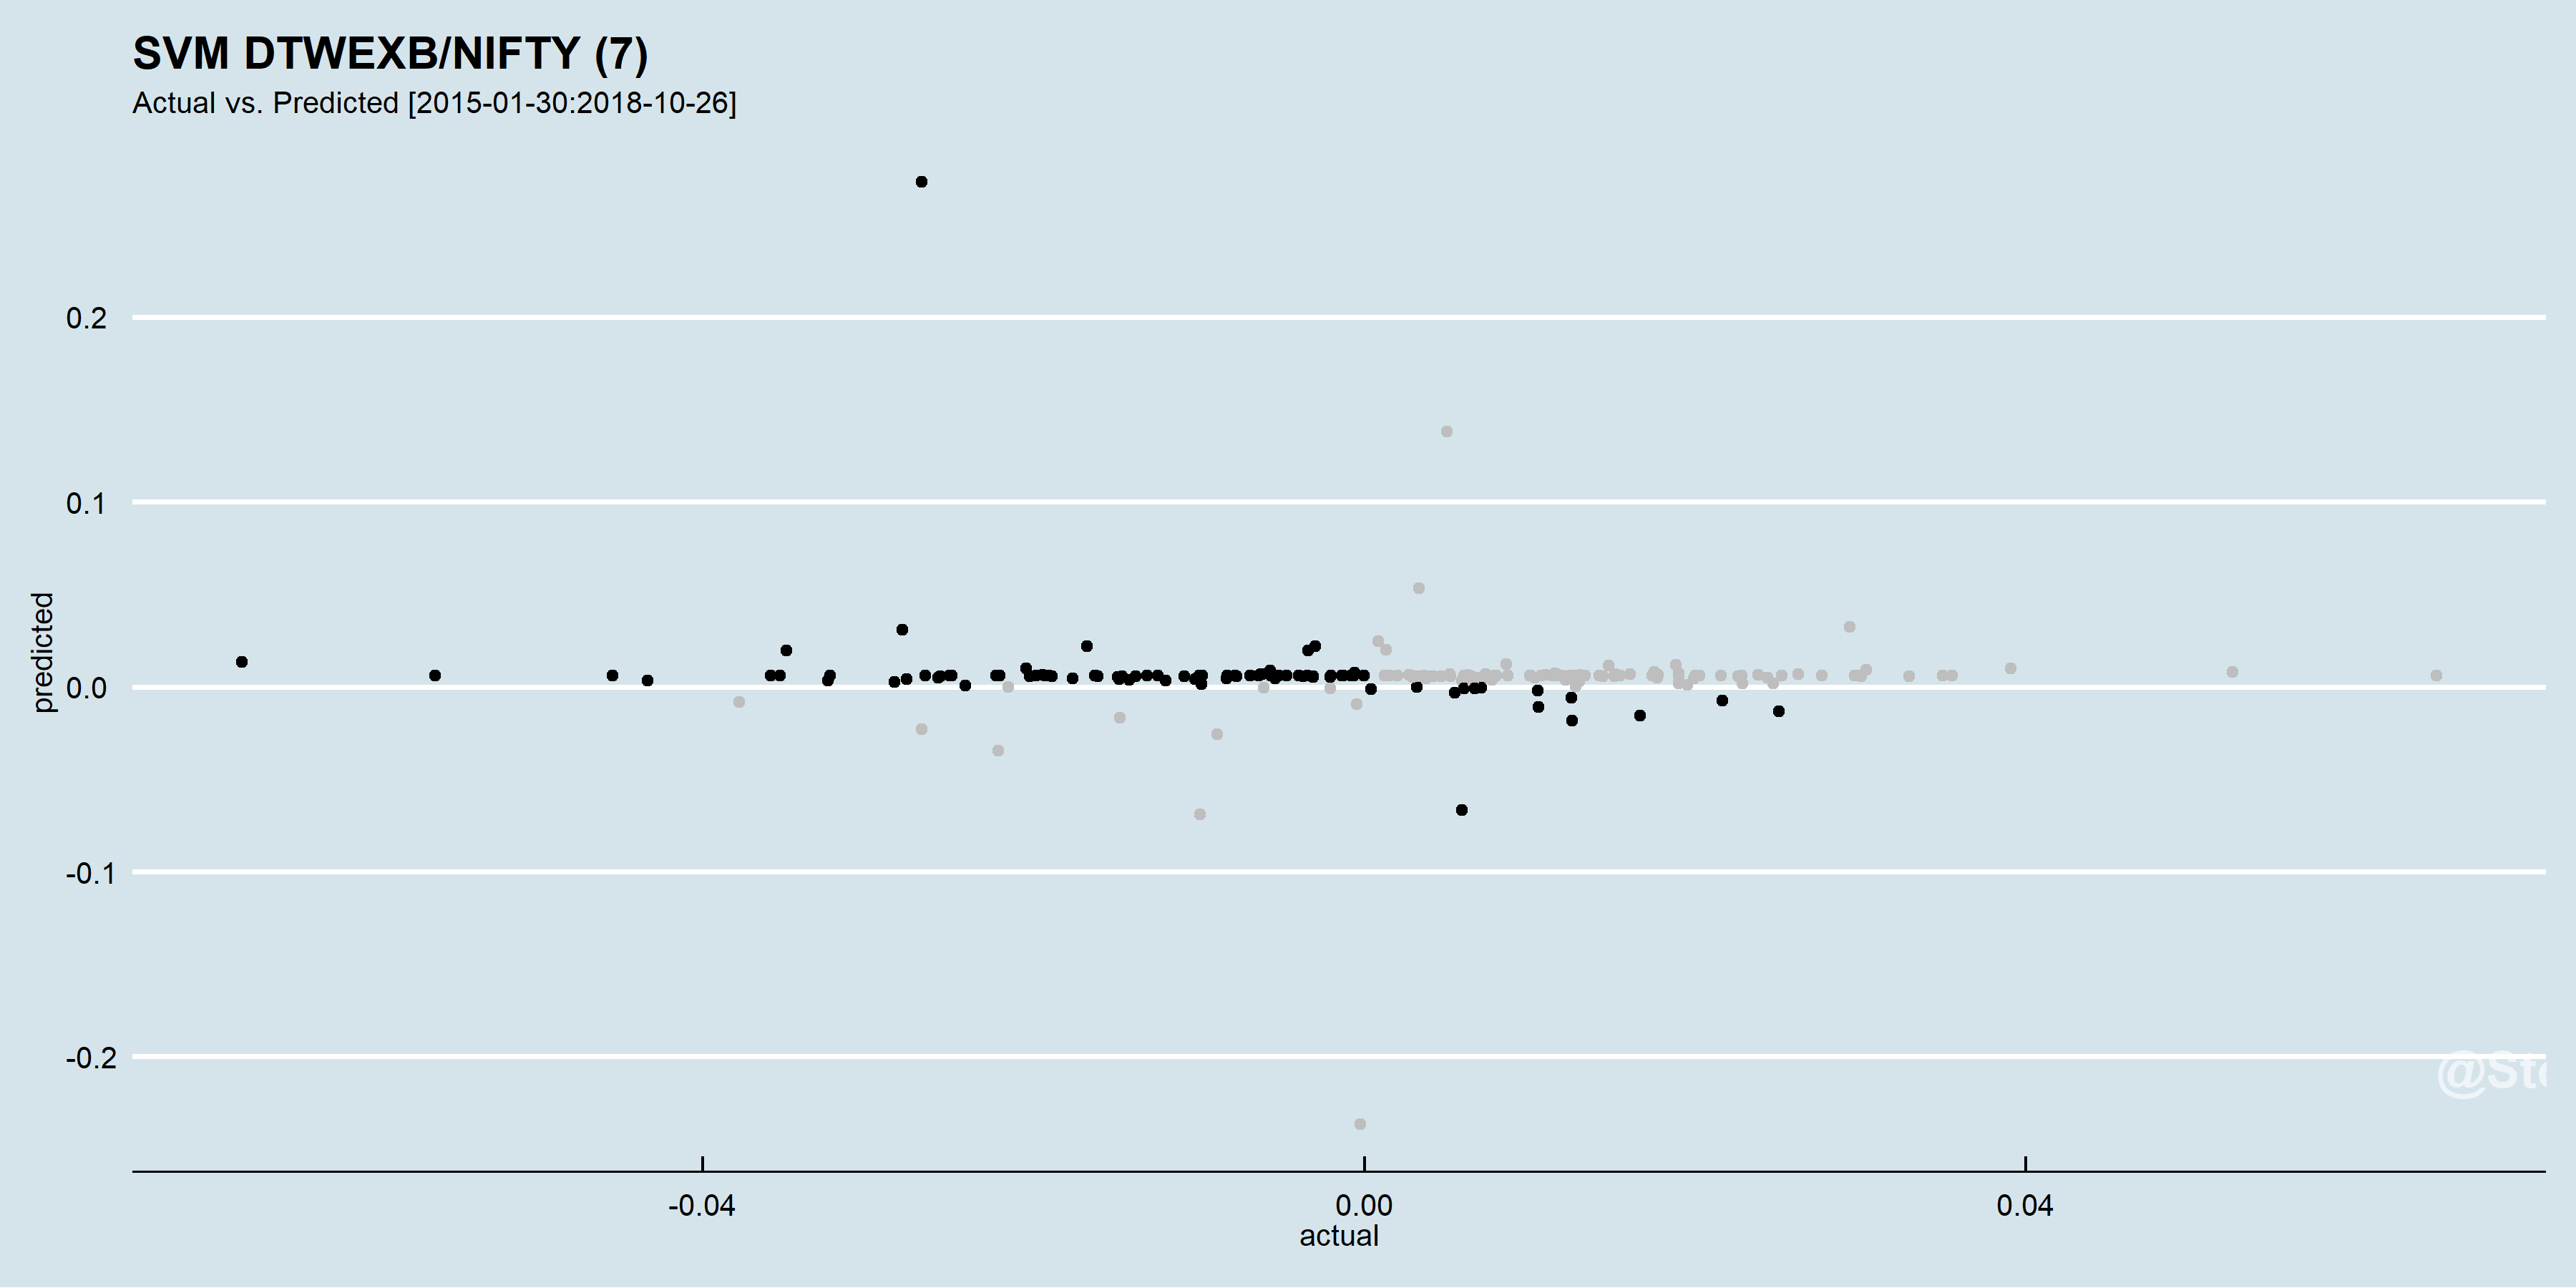 SVM DTWEXB/NIFTY (7)
Actual vs. Predicted [2015-01-30:2018-10-26]
0.2
0.1
0.0
-0.1
-0.2
predicted
-0.04
0.00
0.04
actual